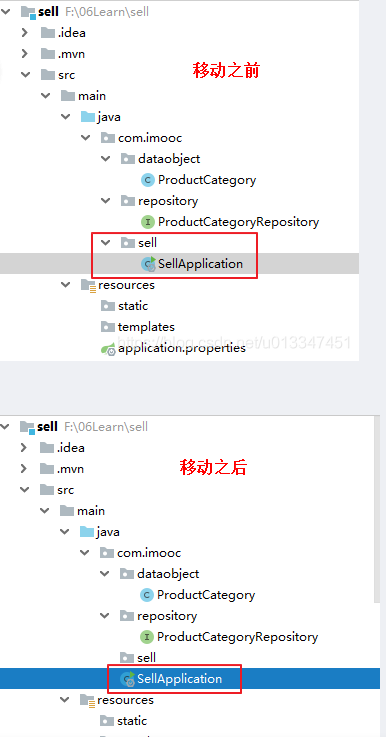 sell F:\06Learn\sell
.idea
.mvn
src
移动之前
main
java
com.imooc
dataobject
ProductCategory
repository
ProductCategoryRepository
sell
SellApplication
resources
static
templates
https://blog.csdn.net/u013347451
application.properties
sell F:\06Learn\sell
.idea
移动之后
.mvn
src
main
java
com.imooc
dataobject
ProductCategory
repository
ProductCategoryRepository
sell
SellApplication
resources
static